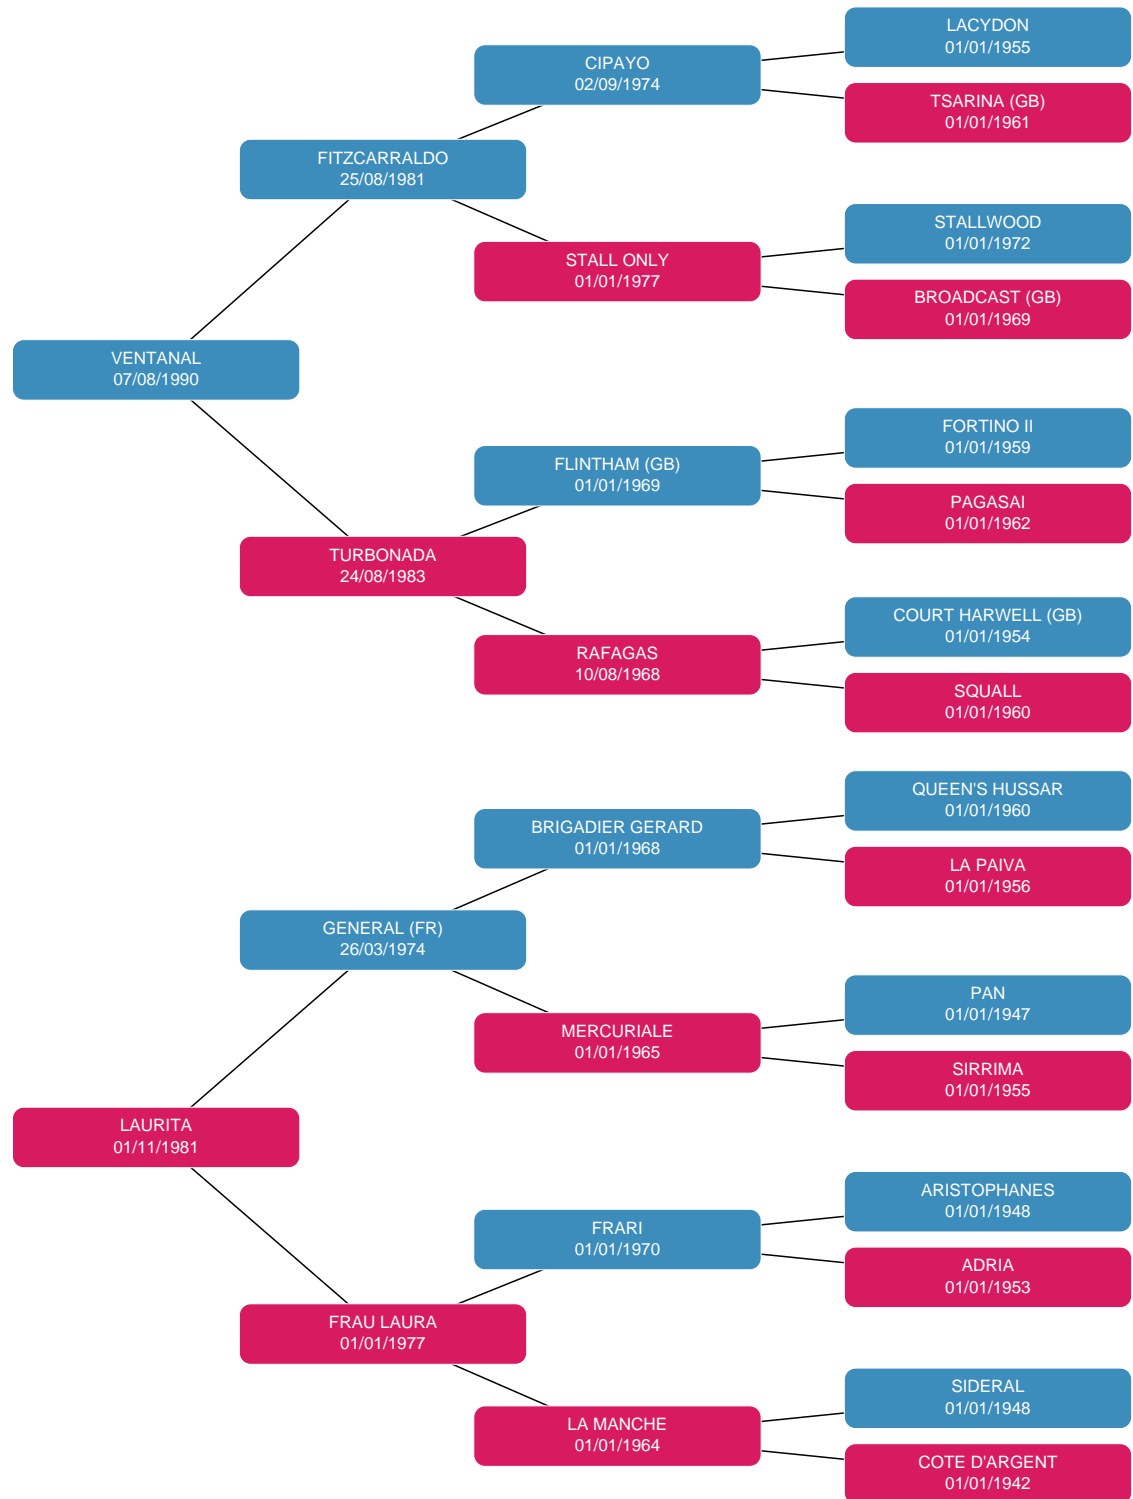 LACYDON
01/01/1955
CIPAYO
02/09/1974
TSARINA (GB)
01/01/1961
FITZCARRALDO
25/08/1981
STALLWOOD
01/01/1972
STALL ONLY
01/01/1977
BROADCAST (GB)
01/01/1969
VENTANAL
07/08/1990
FORTINO II
01/01/1959
FLINTHAM (GB)
01/01/1969
PAGASAI
01/01/1962
TURBONADA
24/08/1983
COURT HARWELL (GB)
01/01/1954
RAFAGAS
10/08/1968
SQUALL
01/01/1960
QUEEN'S HUSSAR
01/01/1960
BRIGADIER GERARD
01/01/1968
LA PAIVA
01/01/1956
GENERAL (FR)
26/03/1974
PAN
01/01/1947
MERCURIALE
01/01/1965
SIRRIMA
01/01/1955
LAURITA
01/11/1981
ARISTOPHANES
01/01/1948
FRARI
01/01/1970
ADRIA
01/01/1953
FRAU LAURA
01/01/1977
SIDERAL
01/01/1948
LA MANCHE
01/01/1964
COTE D'ARGENT
01/01/1942